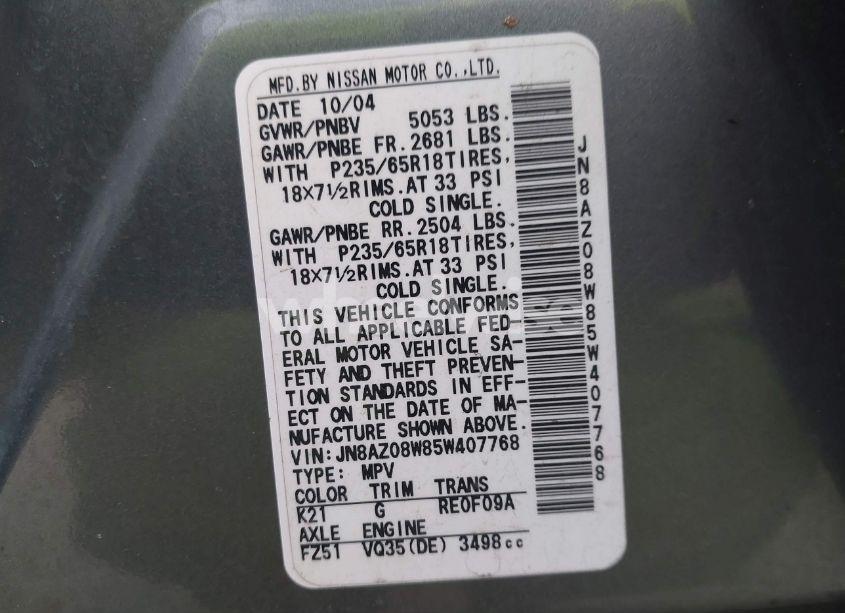 MFD.BY NISSAN MOTOR CO.,LTD.
DATE 10/04
GVWR/PNBV 5053 LBS.
GAWR/PNBE FR. 2681 LBS.
WITH P235/65R18TIRES,
18X7½RIMS.AT 33 PSI
COLD SINGLE.
GAWR/PNBE RR. 2504 LBS.
WITH P235/65R18TIRES,
18X7½RIMS.AT 33 PSI
COLD SINGLE.
THIS VEHICLE CONFORMS
TO ALL APPLICABLE FED-
ERAL MOTOR VEHICLE SA-
FETY AND THEFT PREVEN-
TION STANDARDS IN EFF-
ECT ON THE DATE OF MA-
NUFACTURE SHOWN ABOVE.
VIN:JN8AZ08W85W407768
TYPE: MPV
COLOR TRIM TRANS
K21 G RE0F09A
AXLE ENGINE
FZ51 VQ35(DE) 3498cc
JN8AZ08W85W407768